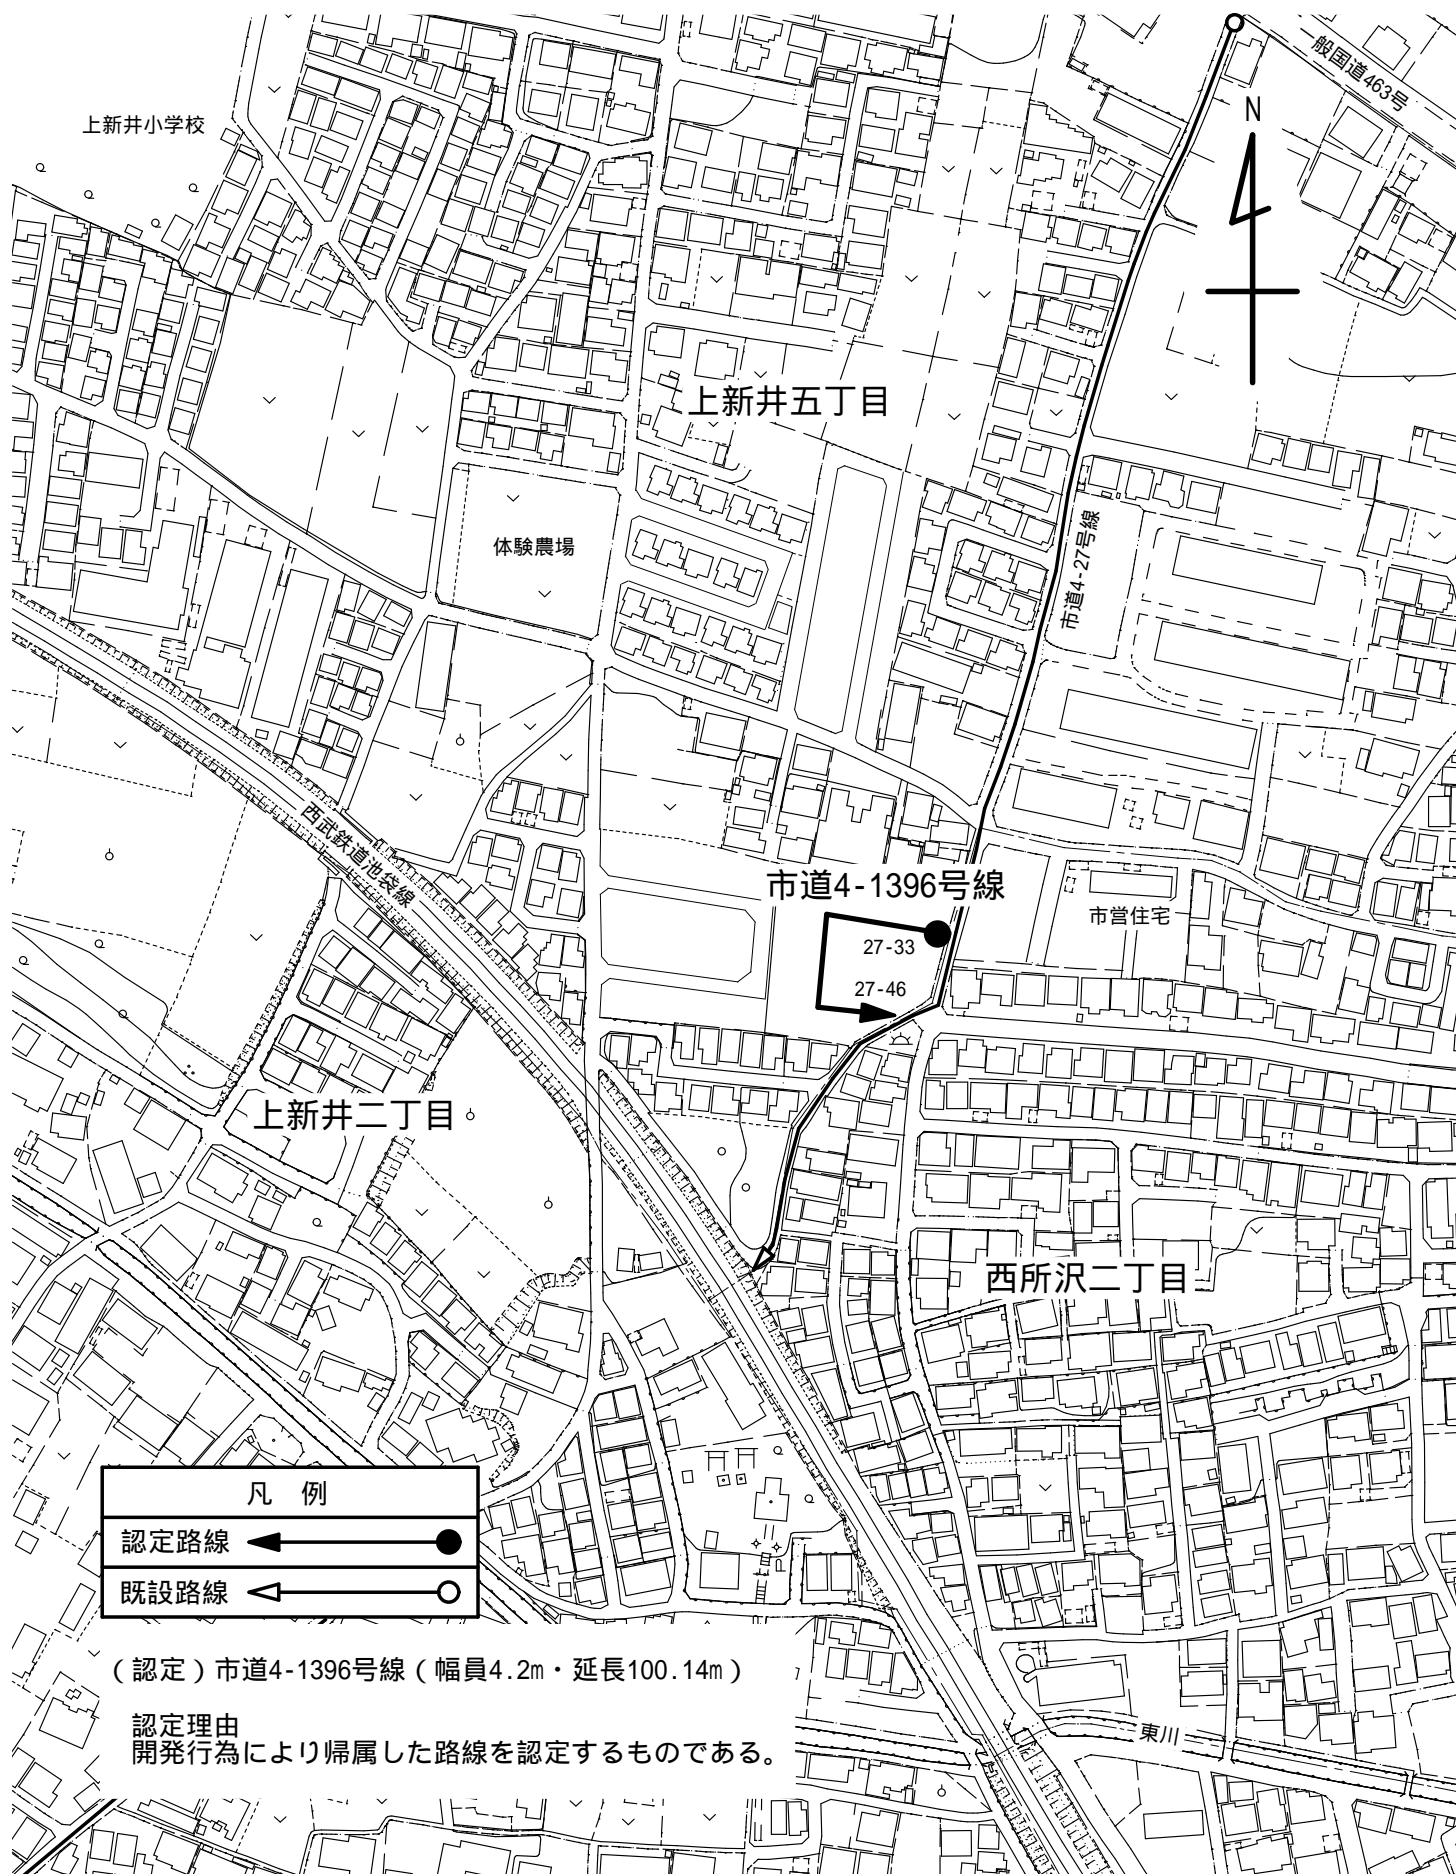 一般国道463号
N
上新井小学校
上新井五丁目
市道4-27号線
体験農場
西武鉄道池袋線
市道4-1396号線
27-33
市営住宅
27-46
上新井二丁目
西所沢二丁目
凡 例
認定路線
既設路線
(認定)市道4-1396号線(幅員4.2m・延長100.14m)
認定理由
開発行為により帰属した路線を認定するものである。
東川